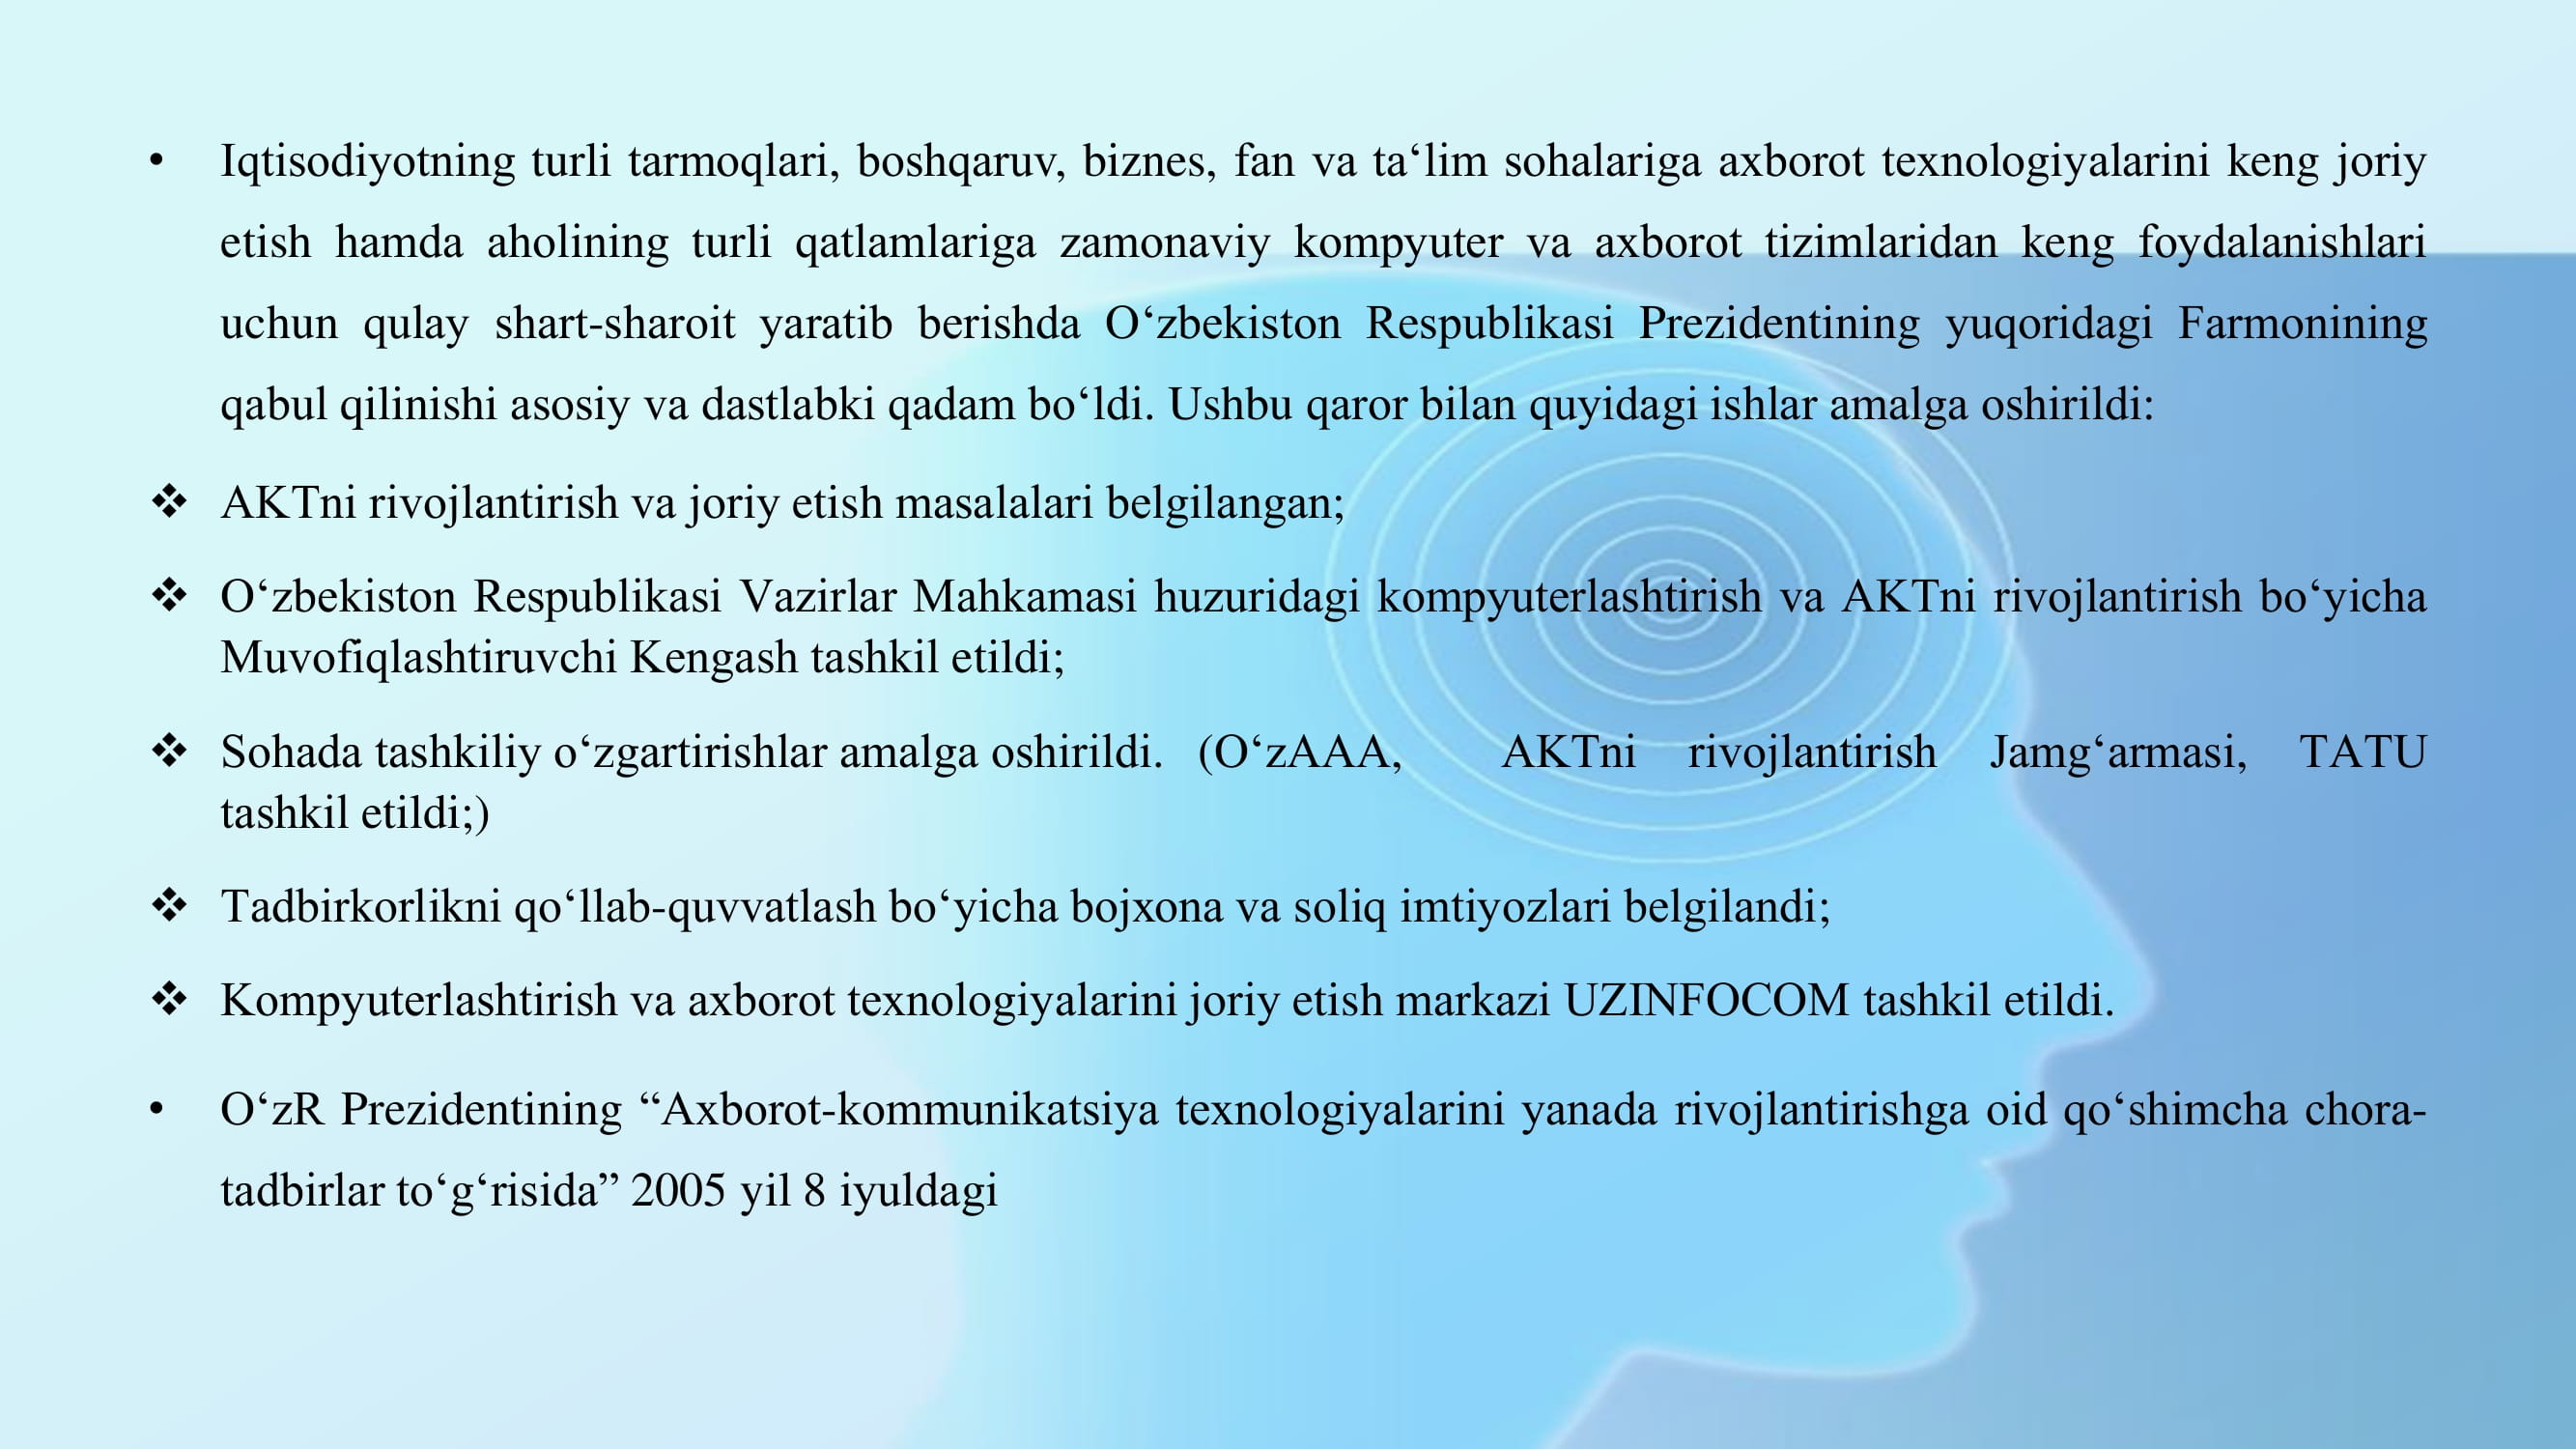 • Iqtisodiyotning turli tarmoqlari, boshqaruv, biznes, fan va ta‘lim sohalariga axborot texnologiyalarini keng joriy
etish hamda aholining turli qatlamlariga zamonaviy kompyuter va axborot tizimlaridan keng foydalanishlari
uchun qulay shart-sharoit yaratib berishda O‘zbekiston Respublikasi Prezidentining yuqoridagi Farmonining
qabul qilinishi asosiy va dastlabki qadam bo‘ldi. Ushbu qaror bilan quyidagi ishlar amalga oshirildi:
❖ AKTni rivojlantirish va joriy etish masalalari belgilangan;
❖ O‘zbekiston Respublikasi Vazirlar Mahkamasi huzuridagi kompyuterlashtirish va AKTni rivojlantirish bo‘yicha
Muvofiqlashtiruvchi Kengash tashkil etildi;
❖ Sohada tashkiliy o‘zgartirishlar amalga oshirildi. (O‘zAAA, AKTni rivojlantirish Jamg‘armasi, TATU
tashkil etildi;)
❖ Tadbirkorlikni qo‘llab-quvvatlash bo‘yicha bojxona va soliq imtiyozlari belgilandi;
❖ Kompyuterlashtirish va axborot texnologiyalarini joriy etish markazi UZINFOCOM tashkil etildi.
• O‘zR Prezidentining “Axborot-kommunikatsiya texnologiyalarini yanada rivojlantirishga oid qo‘shimcha chora-
tadbirlar to‘g‘risida” 2005 yil 8 iyuldagi